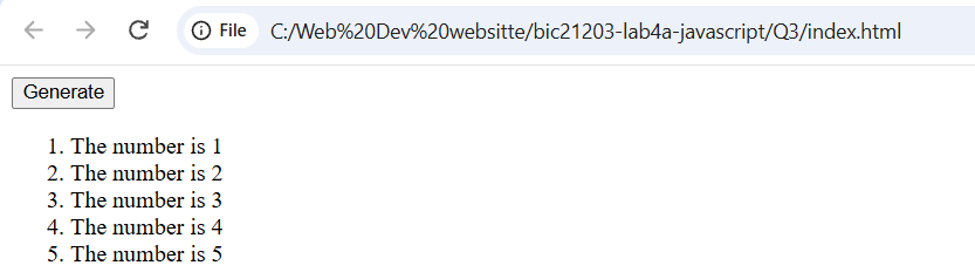 File C:/Web%20Dev%20websitte/bic21203-lab4a-javascript/Q3/index.html
Generate
1. The number is 1
2. The number is 2
3. The number is 3
4. The number is 4
5. The number is 5